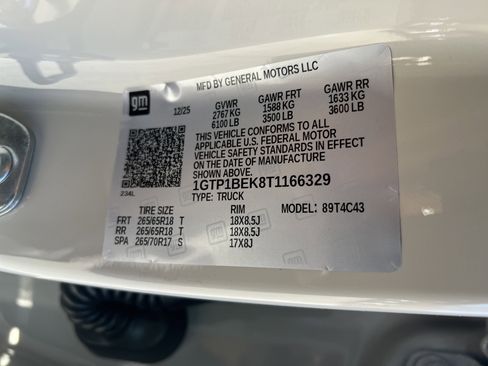 MFD BY GENERAL MOTORS LLC
gm
12/25
GVWR GAWR FRT GAWR RR
2767 KG 1588 KG 1633 KG
6100 LB 3500 LB 3600 LB
THIS VEHICLE CONFORMS TO ALL
APPLICABLE U.S. FEDERAL MOTOR
VEHICLE SAFETY STANDARDS IN EFFECT
ON THE DATE OF MANUFACTURE
SHOWN ABOVE.
234L
1GTP1BEK8T1166329
TYPE: TRUCK
TIRE SIZE RIM MODEL: 89T4C43
FRT 265/65R18 T 18X8.5J
RR 265/65R18 T 18X8.5J
SPA 265/70R17 S 17X8J